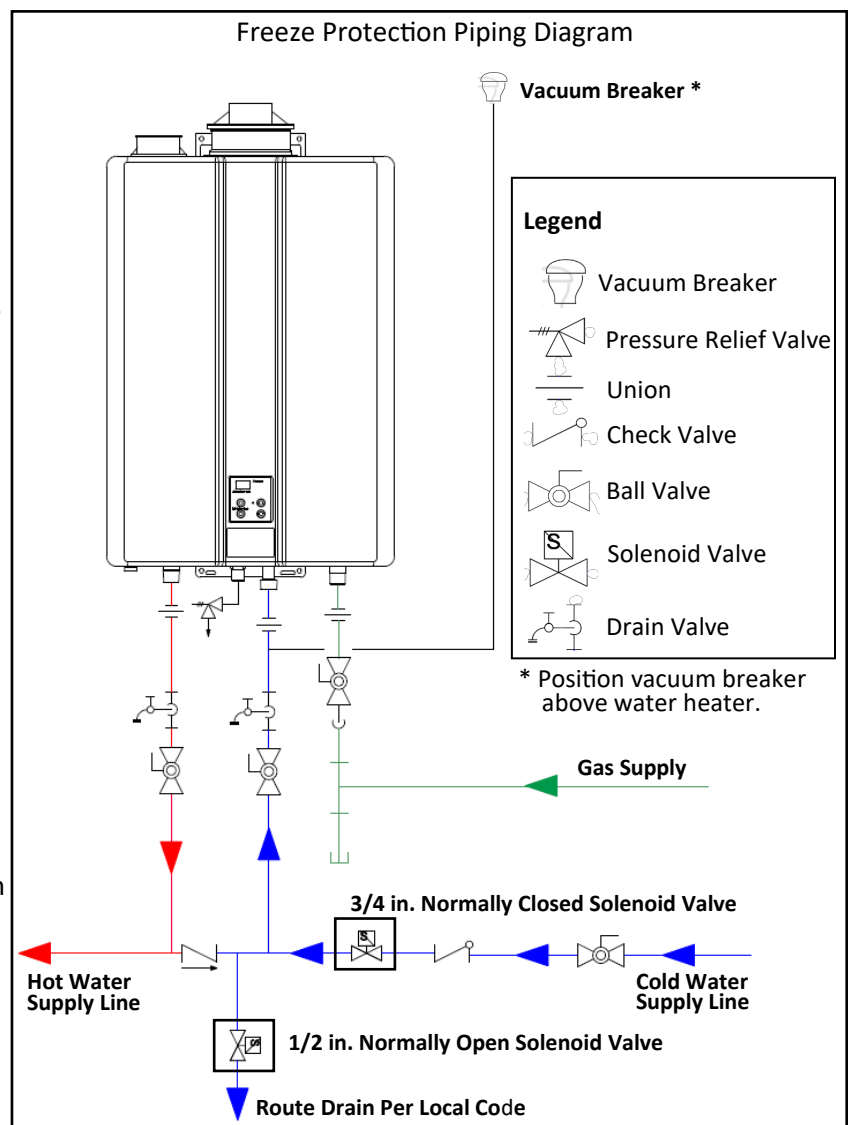 Freeze Protection Piping Diagram
Vacuum Breaker *
Legend
Vacuum Breaker
Pressure Relief Valve
Union
Check Valve
Ball Valve
S
Solenoid Valve
Drain Valve
* Position vacuum breaker
above water heater.
Gas Supply
3/4 in. Normally Closed Solenoid Valve
S
Hot Water
Supply Line
Cold Water
Supply Line
S
1/2 in. Normally Open Solenoid Valve
Route Drain Per Local Code